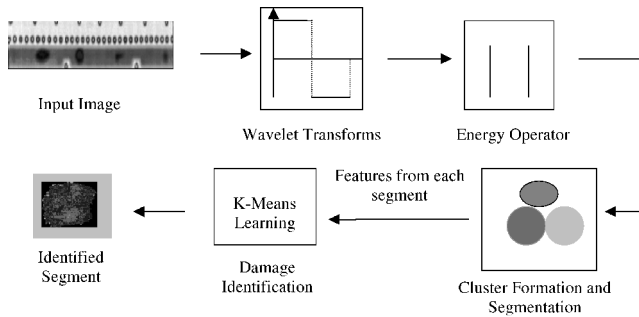 Input Image
Wavelet Transforms
Energy Operator
Features from each
segment
K-Means
Learning
Identified
Segment
Damage
Identification
Cluster Formation and
Segmentation